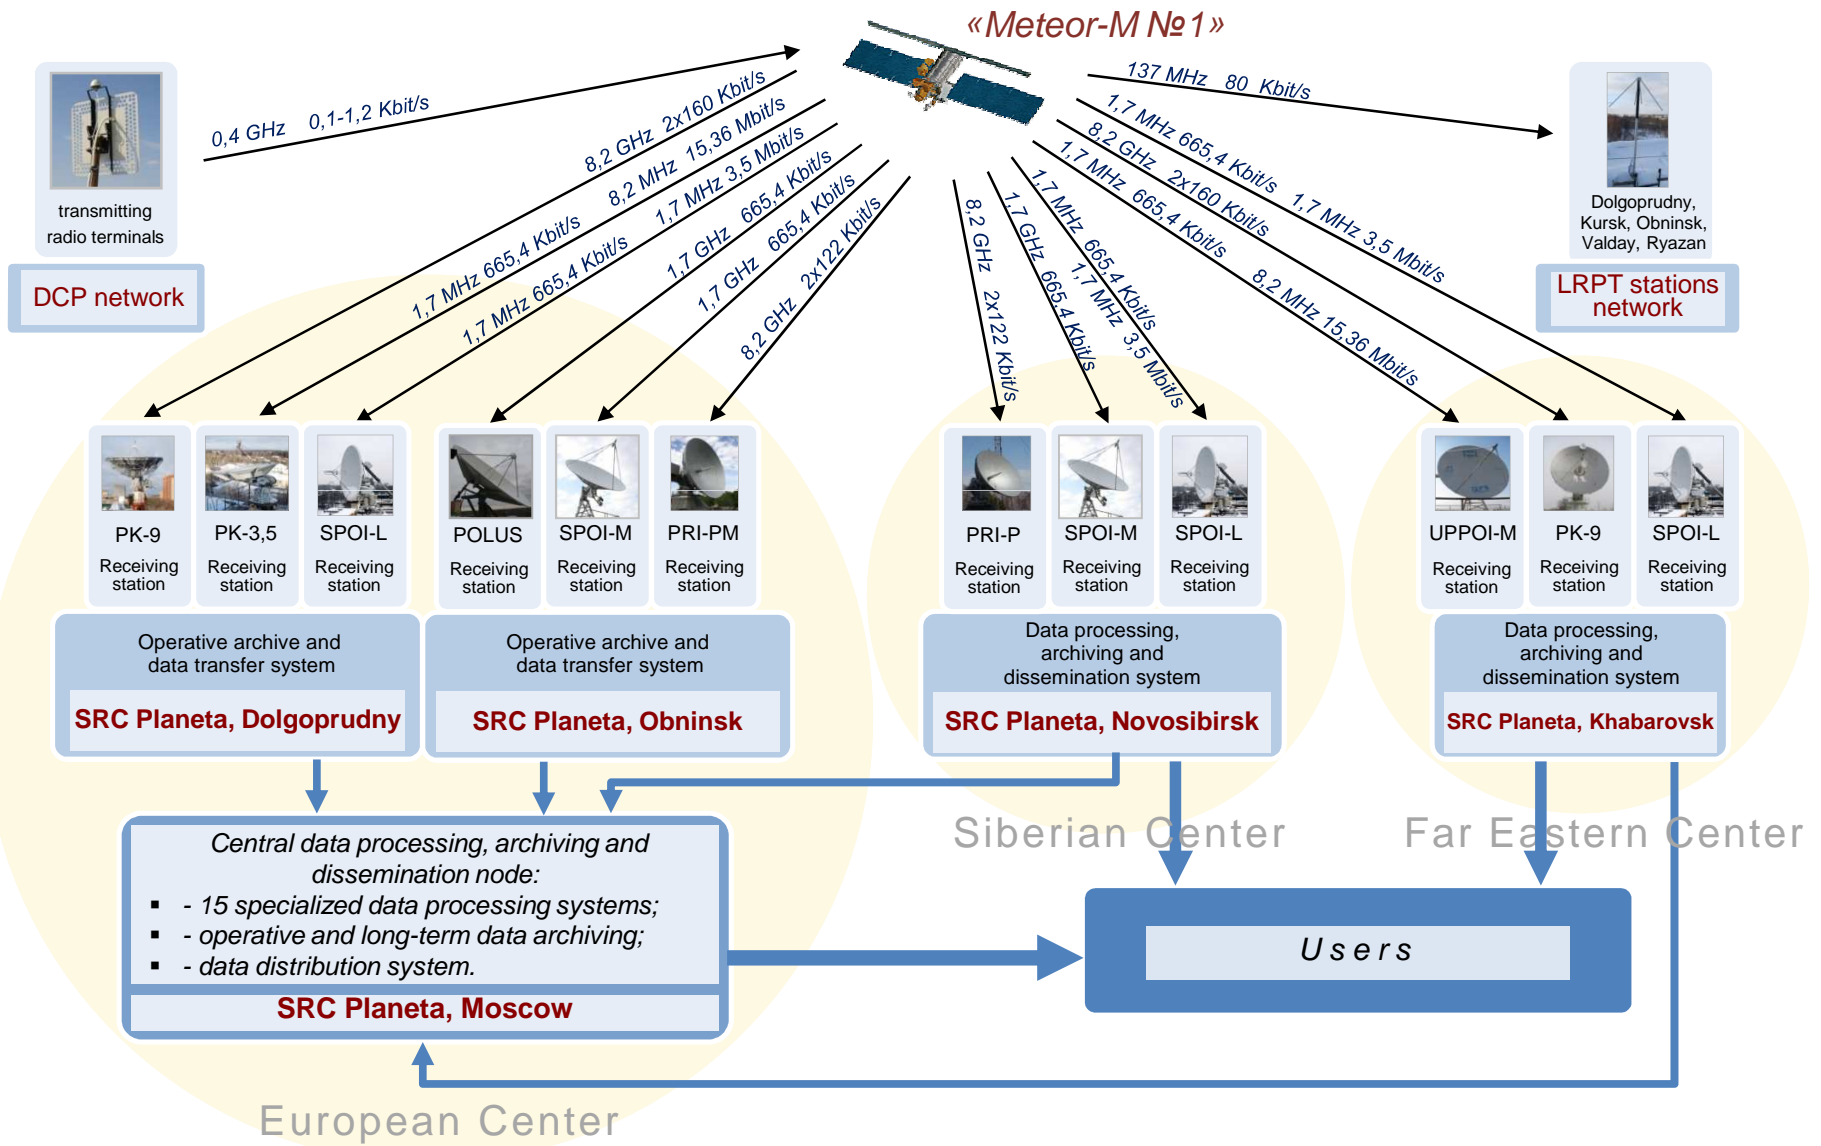 «Meteor-M №1»
0,4 GHz 0,1-1,2 Kbit/s
8,2 GHz 2x160 Kbit/s
8,2 MHz 15,36 Mbit/s
1,7 MHz 665,4 Kbit/s
1,7 MHz 3,5 Mbit/s
1,7 MHz 665,4 Kbit/s
1,7 GHz 665,4 Kbit/s
1,7 GHz 665,4 Kbit/s
8,2 GHz 2x122 Kbit/s
8,2 GHz 2x122 Kbit/s
1,7 GHz 665,4 Kbit/s
1,7 MHz 665,4 Kbit/s
1,7 MHz 3,5 Mbit/s
1,7 MHz 665,4 Kbit/s
8,2 MHz 15,36 Mbit/s
8,2 GHz 2x160 Kbit/s
1,7 MHz 665,4 Kbit/s
1,7 MHz 3,5 Mbit/s
137 MHz 80 Kbit/s
transmitting
radio terminals
DCP network
Dolgoprudny,
Kursk, Obninsk,
Valday, Ryazan
LRPT stations
network
PK-9
Receiving
station
PK-3,5
Receiving
station
SPOI-L
Receiving
station
POLUS
Receiving
station
SPOI-M
Receiving
station
PRI-PM
Receiving
station
PRI-P
Receiving
station
SPOI-M
Receiving
station
SPOI-L
Receiving
station
UPPOI-M
Receiving
station
PK-9
Receiving
station
SPOI-L
Receiving
station
Operative archive and
data transfer system
SRC Planeta, Dolgoprudny
Operative archive and
data transfer system
SRC Planeta, Obninsk
Data processing,
archiving and
dissemination system
SRC Planeta, Novosibirsk
Data processing,
archiving and
dissemination system
SRC Planeta, Khabarovsk
Siberian Center
Far Eastern Center
Central data processing, archiving and
dissemination node:
▪ - 15 specialized data processing systems;
▪ - operative and long-term data archiving;
▪ - data distribution system.
SRC Planeta, Moscow
Users
European Center